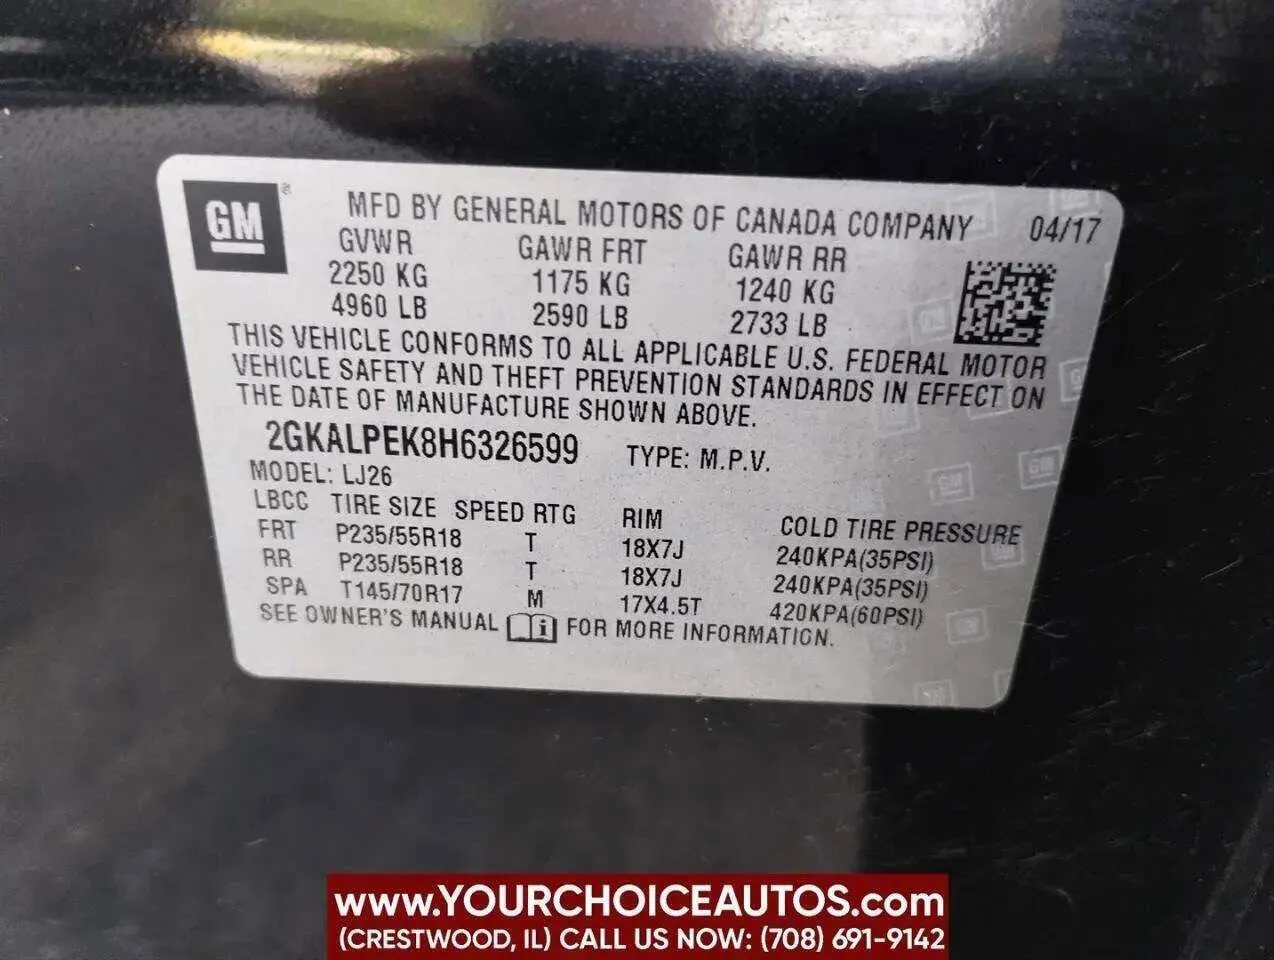 GM ®
MFD BY GENERAL MOTORS OF CANADA COMPANY 04/17
GVWR GAWR FRT GAWR RR
2250 KG 1175 KG 1240 KG
4960 LB 2590 LB 2733 LB
THIS VEHICLE CONFORMS TO ALL APPLICABLE U.S. FEDERAL MOTOR
VEHICLE SAFETY AND THEFT PREVENTION STANDARDS IN EFFECT ON
THE DATE OF MANUFACTURE SHOWN ABOVE.
2GKALPEK8H6326599 TYPE: M.P.V.
MODEL: LJ26
LBCC TIRE SIZE SPEED RTG RIM COLD TIRE PRESSURE
FRT P235/55R18 T 18X7J 240KPA(35PSI)
RR P235/55R18 T 18X7J 240KPA(35PSI)
SPA T145/70R17 M 17X4.5T 420KPA(60PSI)
SEE OWNER'S MANUAL i FOR MORE INFORMATION.
www.YOURCHOICEAUTOS.com
(CRESTWOOD, IL) CALL US NOW: (708) 691-9142